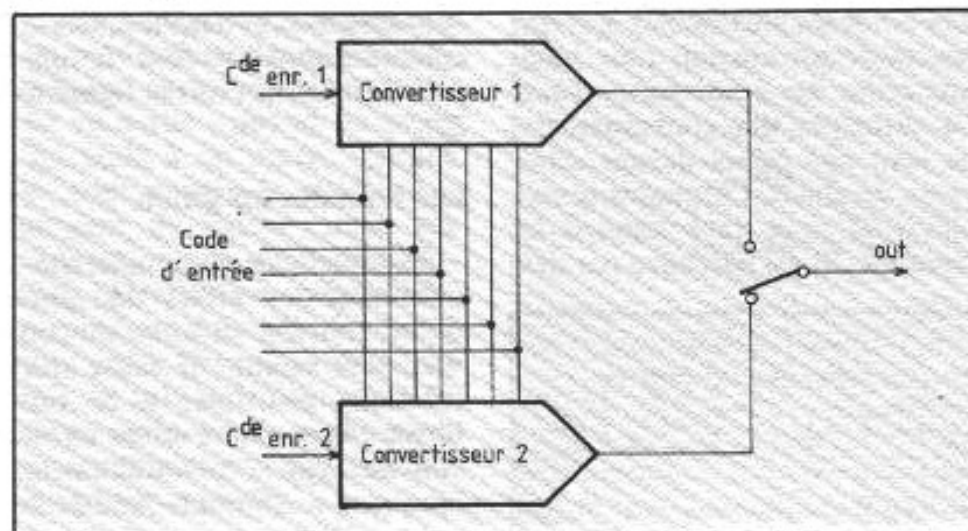 Cde enr. 1
Convertisseur 1
Code
d'entrée
out
Cde enr. 2
Convertisseur 2